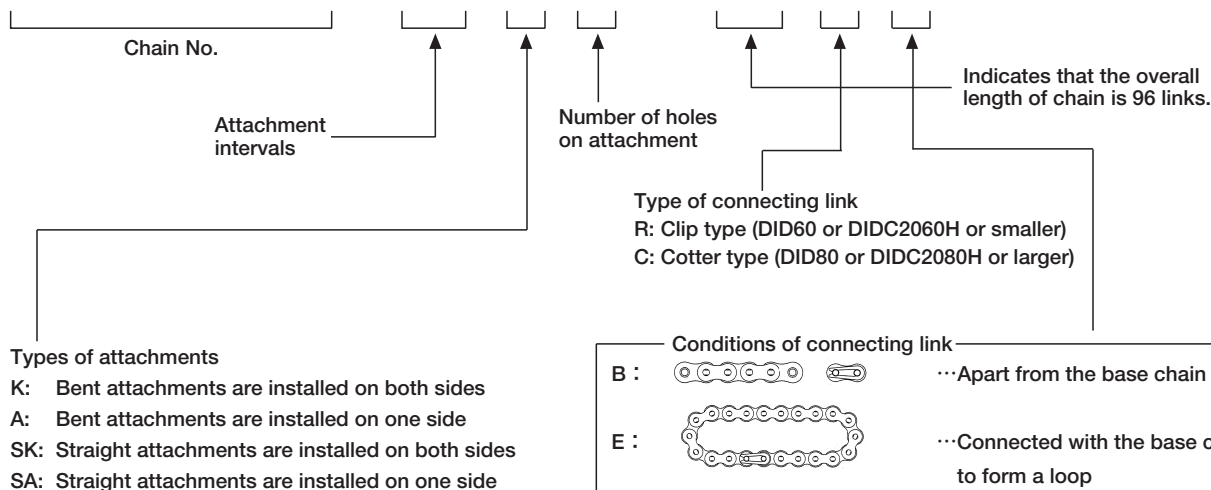 Chain No.
Attachment
intervals
Number of holes
on attachment
Indicates that the overall
length of chain is 96 links.
Type of connecting link
R: Clip type (DID60 or DIDC2060H or smaller)
C: Cotter type (DID80 or DIDC2080H or larger)
Types of attachments
K: Bent attachments are installed on both sides
A: Bent attachments are installed on one side
SK: Straight attachments are installed on both sides
SA: Straight attachments are installed on one side
Conditions of connecting link
B : …Apart from the base chain
E : …Connected with the base
to form a loop